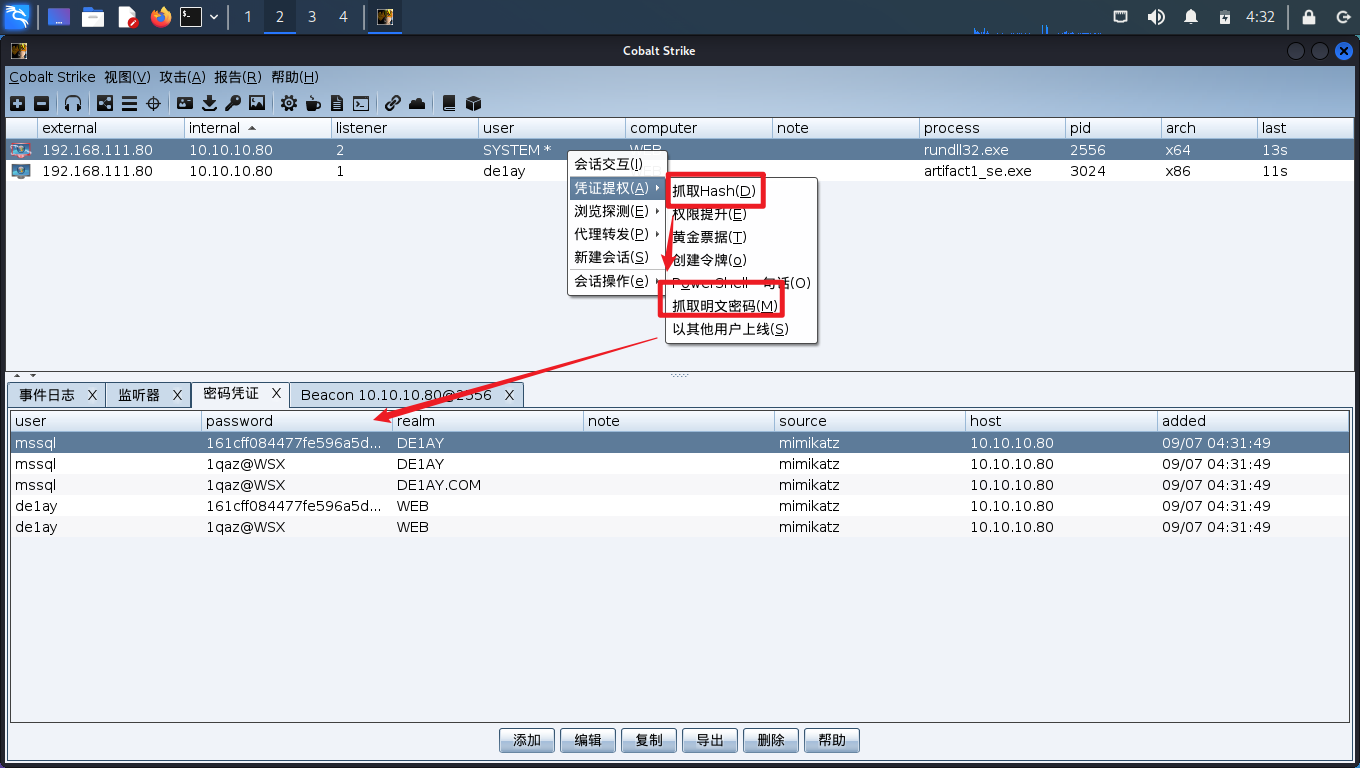 1 2 3 4 4:32
Cobalt Strike
Cobalt Strike 视图(V) 攻击(A) 报告(R) 帮助(H)
external internal listener user computer note process pid arch last
192.168.111.80 10.10.10.80 2 SYSTEM * WEB rundll32.exe 2556 x64 13s
192.168.111.80 10.10.10.80 1 de1ay artifact1_se.exe 3024 x86 11s
会话交互(I)
凭证提权(A)
浏览探测(E)
代理转发(P)
新建会话(S)
会话操作(e)
抓取Hash(D)
权限提升(E)
黄金票据(T)
创建令牌(o)
PowerShell 一句话(O)
抓取明文密码(M)
以其他用户上线(S)
事件日志 X 监听器 X 密码凭证 X Beacon 10.10.10.80@2556 X
user password realm note source host added
mssql 161cff084477fe596a5d... DE1AY mimikatz 10.10.10.80 09/07 04:31:49
mssql 1qaz@WSX DE1AY mimikatz 10.10.10.80 09/07 04:31:49
mssql 1qaz@WSX DE1AY.COM mimikatz 10.10.10.80 09/07 04:31:49
de1ay 161cff084477fe596a5d... WEB mimikatz 10.10.10.80 09/07 04:31:49
de1ay 1qaz@WSX WEB mimikatz 10.10.10.80 09/07 04:31:49
添加 编辑 复制 导出 删除 帮助